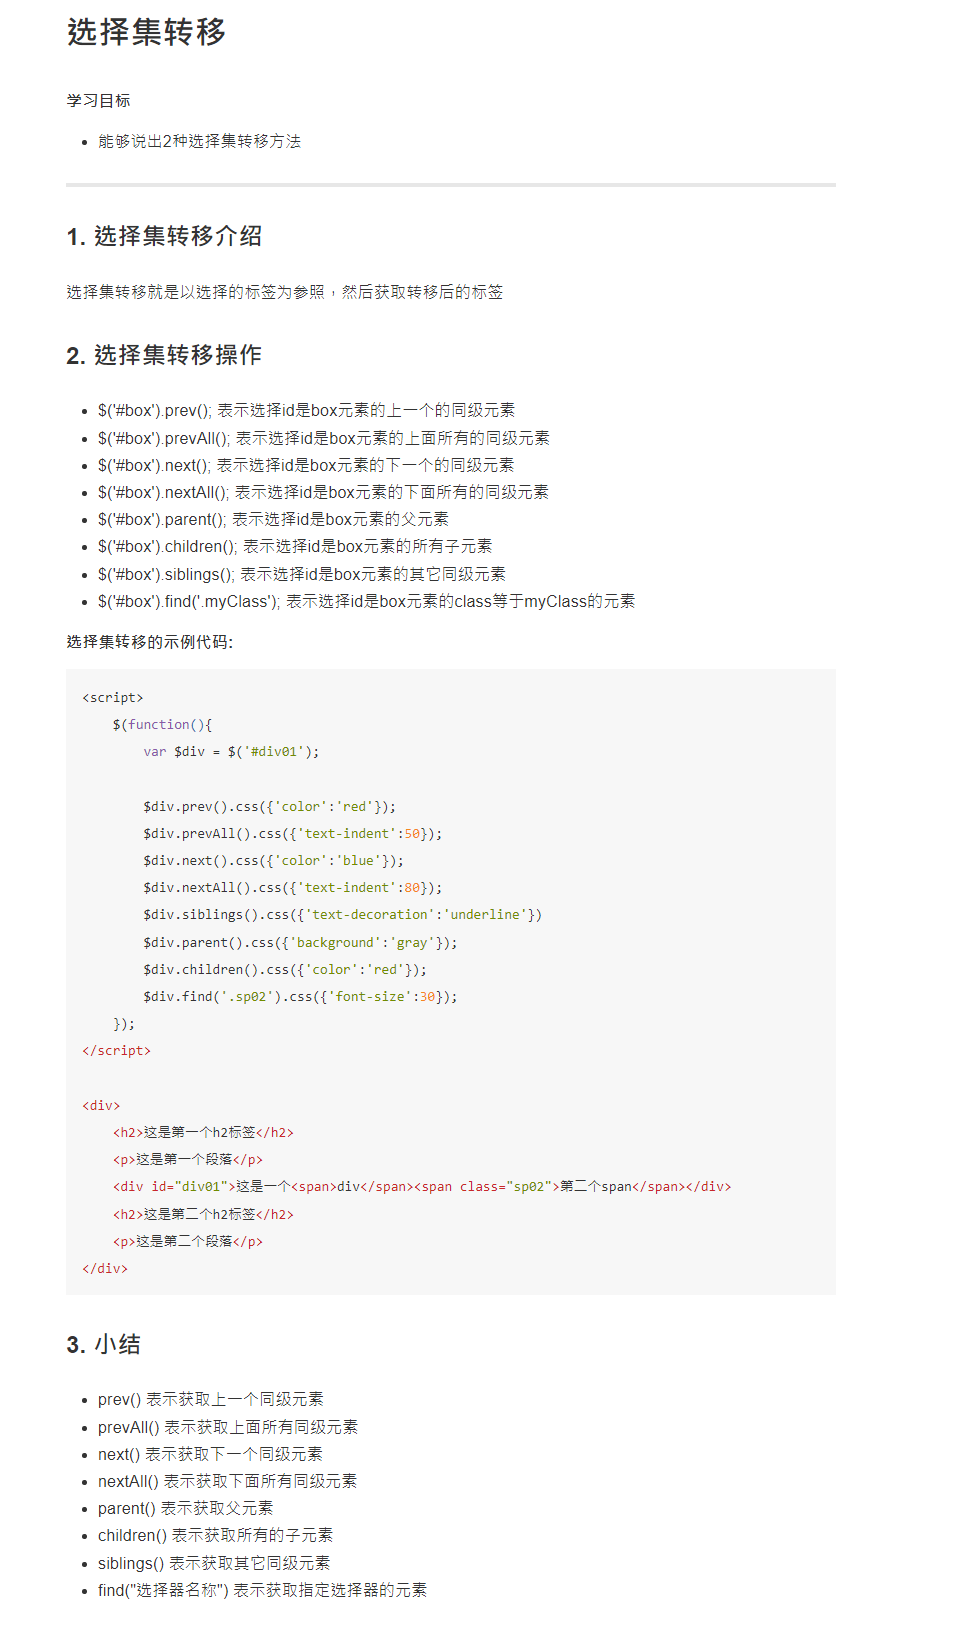 选择集转移
学习目标
能够说出2种选择集转移方法
1. 选择集转移介绍
选择集转移就是以选择的标签为参照，然后获取转移后的标签
2. 选择集转移操作
$('#box').prev(); 表示选择id是box元素的上一个的同级元素
$('#box').prevAll(); 表示选择id是box元素的上面所有的同级元素
$('#box').next(); 表示选择id是box元素的下一个的同级元素
$('#box').nextAll(); 表示选择id是box元素的下面所有的同级元素
$('#box').parent(); 表示选择id是box元素的父元素
$('#box').children(); 表示选择id是box元素的所有子元素
$('#box').siblings(); 表示选择id是box元素的其它同级元素
$('#box').find('.myClass'); 表示选择id是box元素的class等于myClass的元素
选择集转移的示例代码:
<script>
    $(function(){
        var $div = $('#div01');
        $div.prev().css({'color':'red'});
        $div.prevAll().css({'text-indent':50});
        $div.next().css({'color':'blue'});
        $div.nextAll().css({'text-indent':80});
        $div.siblings().css({'text-decoration':'underline'})
        $div.parent().css({'background':'gray'});
        $div.children().css({'color':'red'});
        $div.find('.sp02').css({'font-size':30});
    });
</script>
<div>
    <h2>这是第一个h2标签</h2>
    <p>这是第一个段落</p>
    <div id="div01">这是一个<span>div</span><span class="sp02">第二个span</span></div>
    <h2>这是第二个h2标签</h2>
    <p>这是第二个段落</p>
</div>
3. 小结
prev() 表示获取上一个同级元素
prevAll() 表示获取上面所有同级元素
next() 表示获取下一个同级元素
nextAll() 表示获取下面所有同级元素
parent() 表示获取父元素
children() 表示获取所有的子元素
siblings() 表示获取其它同级元素
find("选择器名称") 表示获取指定选择器的元素